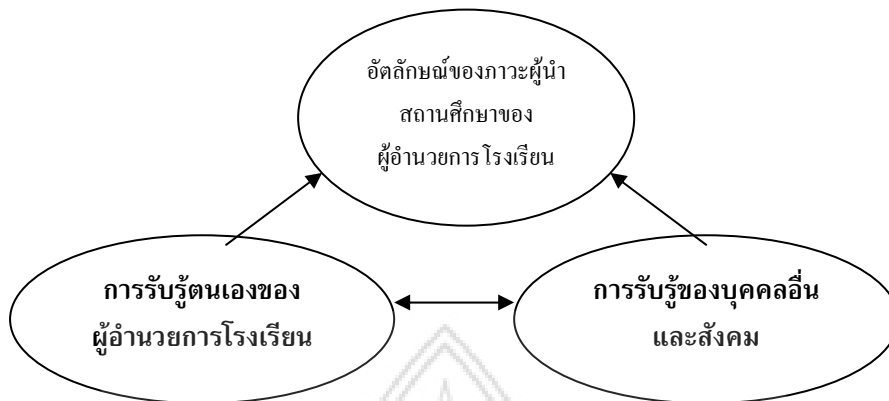 อัตลักษณ์ของภาวะผู้นำ
สถานศึกษาของ
ผู้อำนวยการโรงเรียน
การรับรู้ตนเองของ
ผู้อำนวยการโรงเรียน
การรับรู้ของบุคคลอื่น
และสังคม